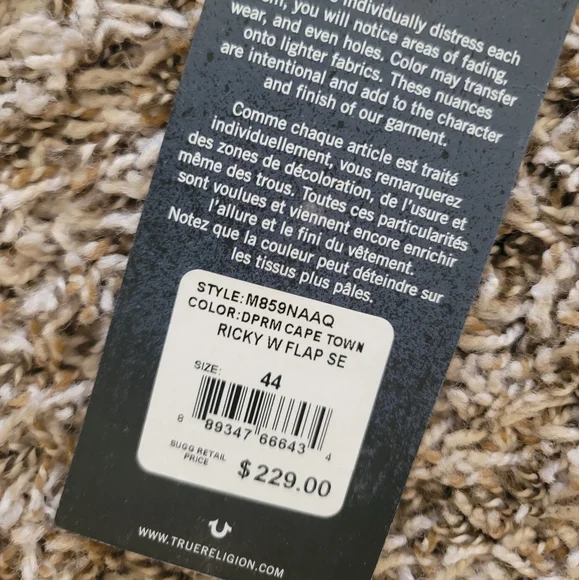 individually distress each
you will notice areas of fading,
wear, and even holes. Color may transfer
onto lighter fabrics. These nuances
are intentional and add to the character
and finish of our garment.
Comme chaque article est traité
individuellement, vous remarquerez
des zones de décoloration, de l'usure et
même des trous. Toutes ces particularités
sont voulues et viennent encore enrichir
l'allure et le fini du vêtement.
Notez que la couleur peut déteindre sur
les tissus plus pâles.
STYLE:M859NAAQ
COLOR:DPRM CAPE TOWN
RICKY W FLAP SE
SIZE: 44
8 89347 66643 4
SUGG RETAIL
PRICE $229.00
WWW.TRUERELIGION.COM